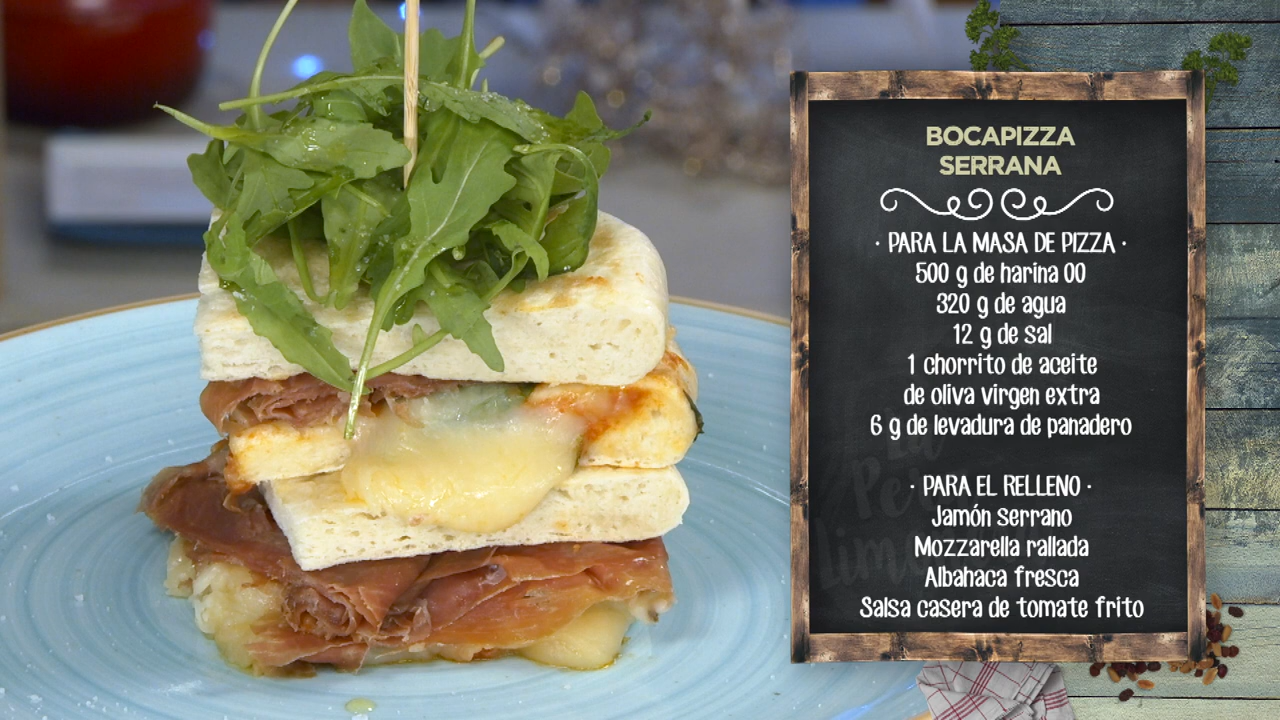 BOCAPIZZA
SERRANA
· PARA LA MASA DE PIZZA ·
500 g de harina 00
320 g de agua
12 g de sal
1 chorrito de aceite
de oliva virgen extra
6 g de levadura de panadero
· PARA EL RELLENO ·
Jamón serrano
Mozzarella rallada
Albahaca fresca
Salsa casera de tomate frito